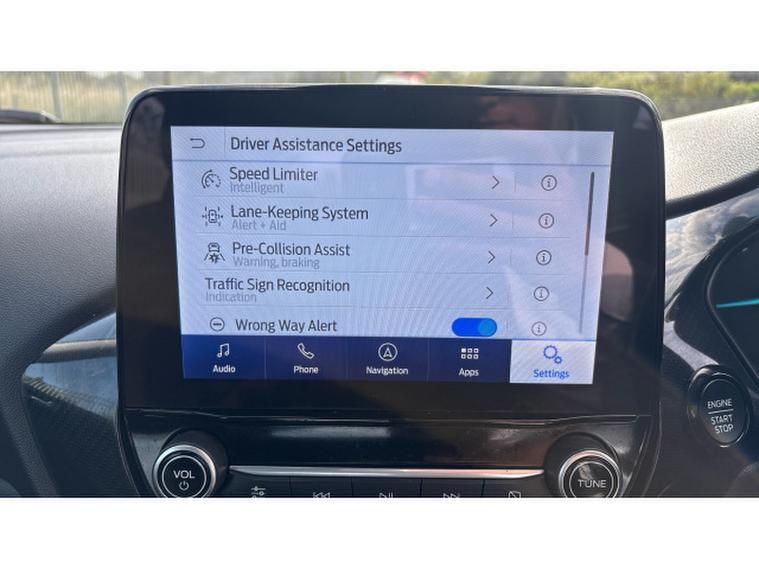 Driver Assistance Settings
Speed Limiter
Intelligent
Lane-Keeping System
Alert + Aid
Pre-Collision Assist
Warning, braking
Traffic Sign Recognition
Indication
Wrong Way Alert
Audio
Phone
Navigation
Apps
Settings
ENGINE
START
STOP
VOL
TUNE